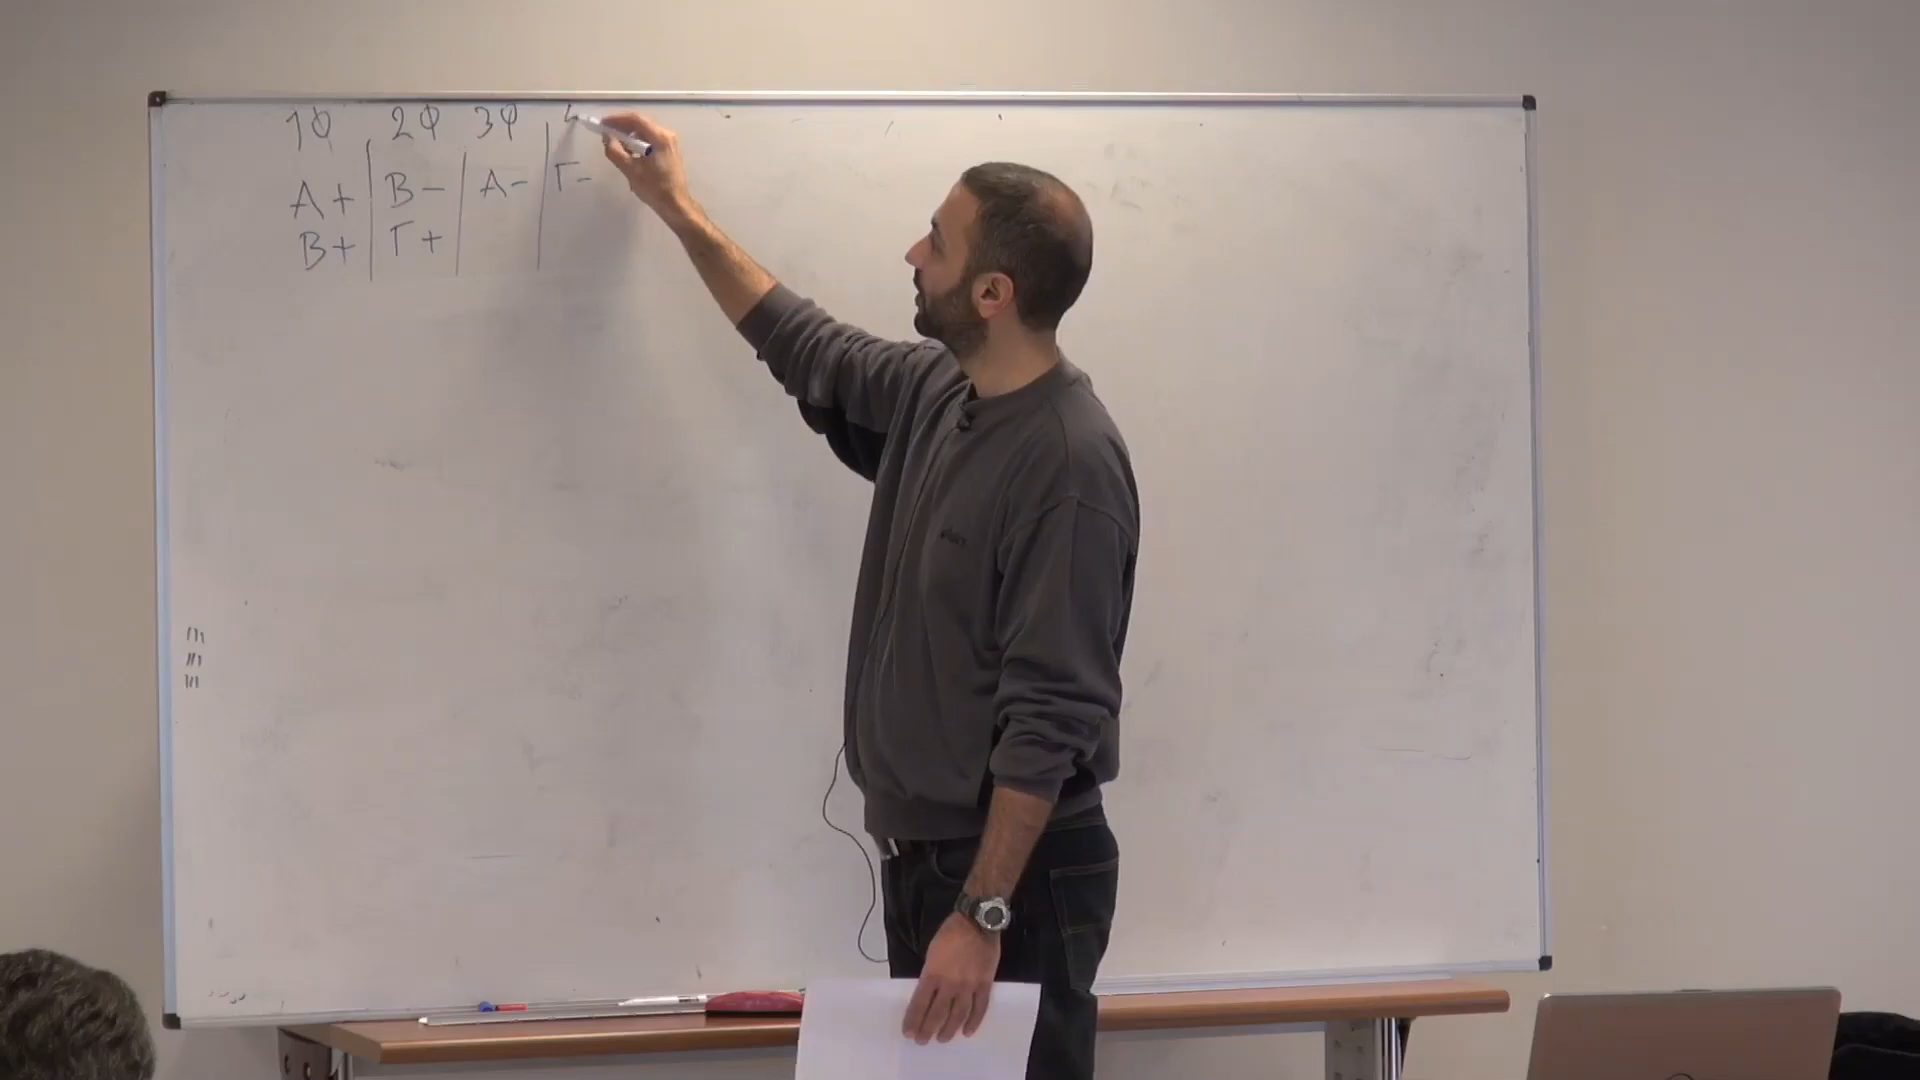 1Φ 2Φ 3Φ 4
A+ | B- | A- | Γ-
B+ | Γ+ | |